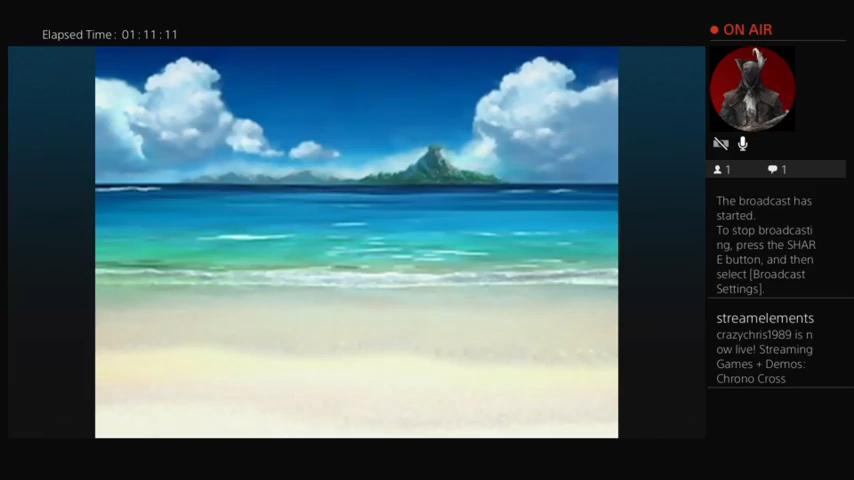 Elapsed Time: 01:11:11
ON AIR
1 1
The broadcast has
started.
To stop broadcasti
ng, press the SHAR
E button, and then
select [Broadcast
Settings].
streamelements
crazychris1989 is n
ow live! Streaming
Games + Demos:
Chrono Cross